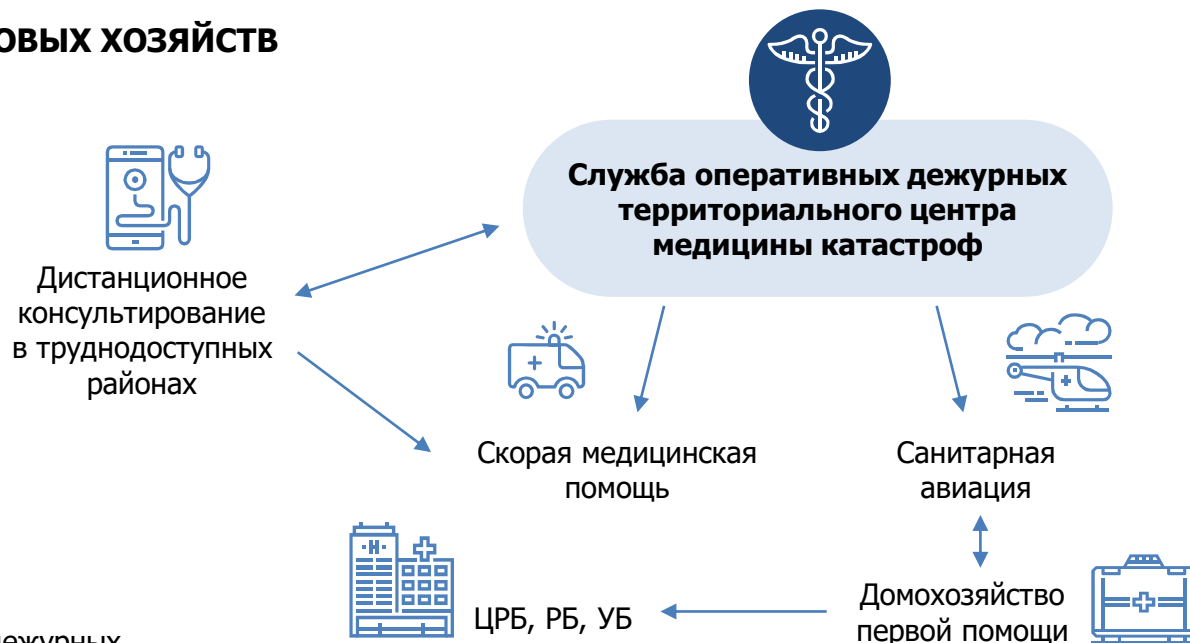 ОВЫХ ХОЗЯЙСТВ
Служба оперативных дежурных
территориального центра
медицины катастроф
Дистанционное
консультирование
в труднодоступных
районах
Скорая медицинская
помощь
Санитарная
авиация
·H·
ЦРБ, РБ, УБ
Домохозяйство
первой помощи